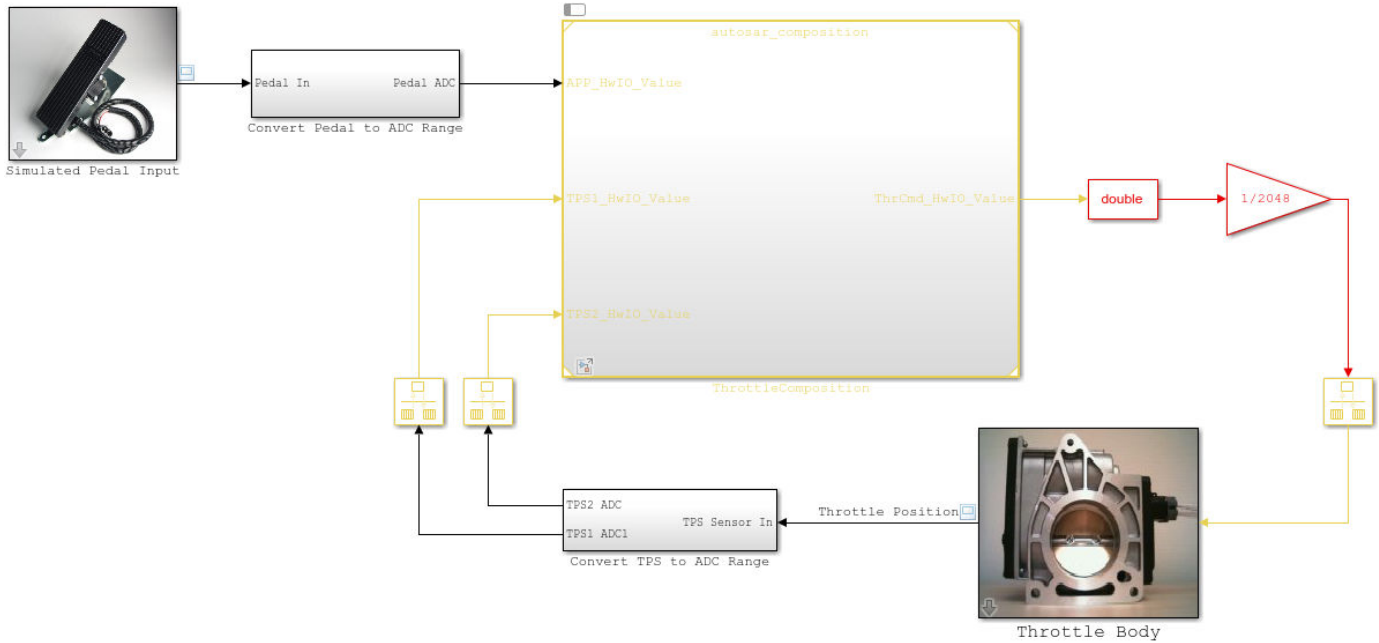 autosar_composition
Pedal In
Pedal ADC
APP_HwIO_Value
Convert Pedal to ADC Range
Simulated Pedal Input
TPS1_HwIO_Value
ThrCmd_HwIO_Value
double
1/2048
TPS2_HwIO_Value
ThrottleComposition
TPS2 ADC
TPS Sensor In
TPS1 ADC1
Throttle Position
Convert TPS to ADC Range
Throttle Body